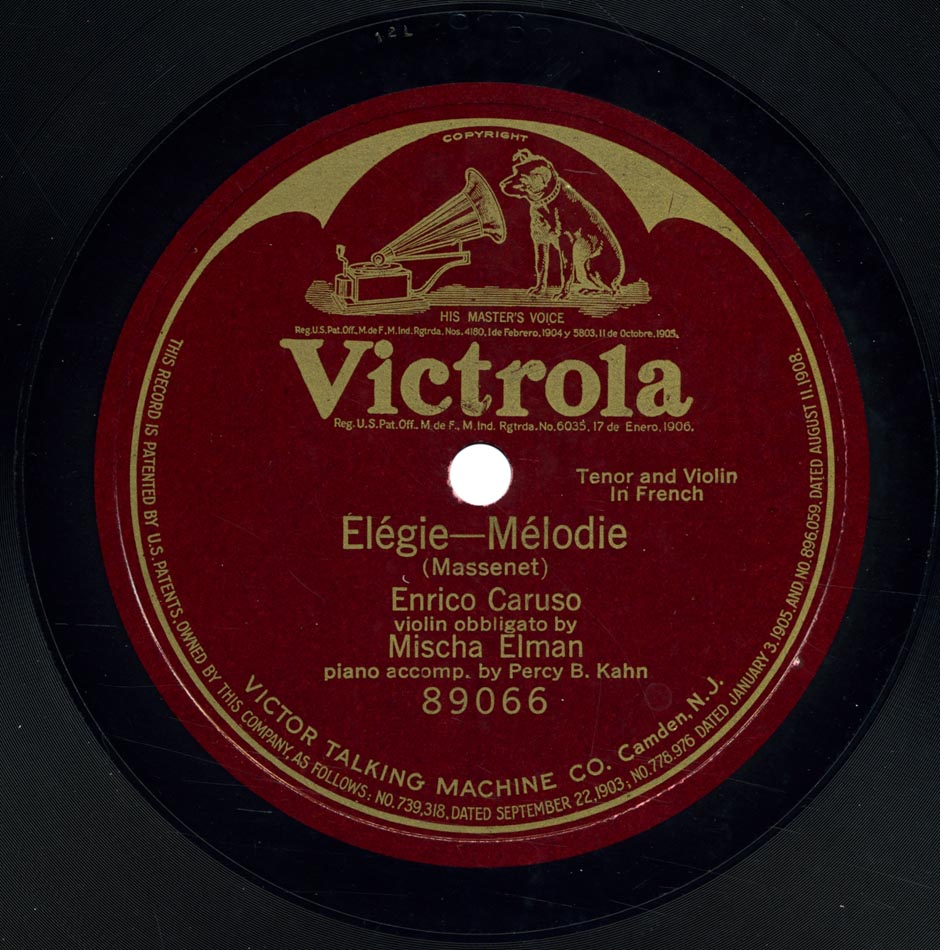 12L
COPYRIGHT
HIS MASTER'S VOICE
Reg.U.S.Pat.Off.,M.de F.,M.Ind.Rgtrda.Nos.4180,1de Febrero,1904 y 5803,11 de Octobre,1905.
Victrola
Reg.U.S.Pat.Off. M.de F., M.Ind. Rgtrda.No.6035, 17 de Enero, 1906.
Tenor and Violin
In French
Élégie—Mélodie
(Massenet)
Enrico Caruso
violin obbligato by
Mischa Elman
piano accomp. by Percy B. Kahn
89066
VICTOR TALKING MACHINE CO. Camden, N.J.
THIS RECORD IS PATENTED BY U.S.PATENTS, OWNED BY THIS COMPANY, AS FOLLOWS: NO.739,318, DATED SEPTEMBER 22,1903; NO.778,976 DATED JANUARY 3,1905, AND NO.896,059, DATED AUGUST 11,1908.